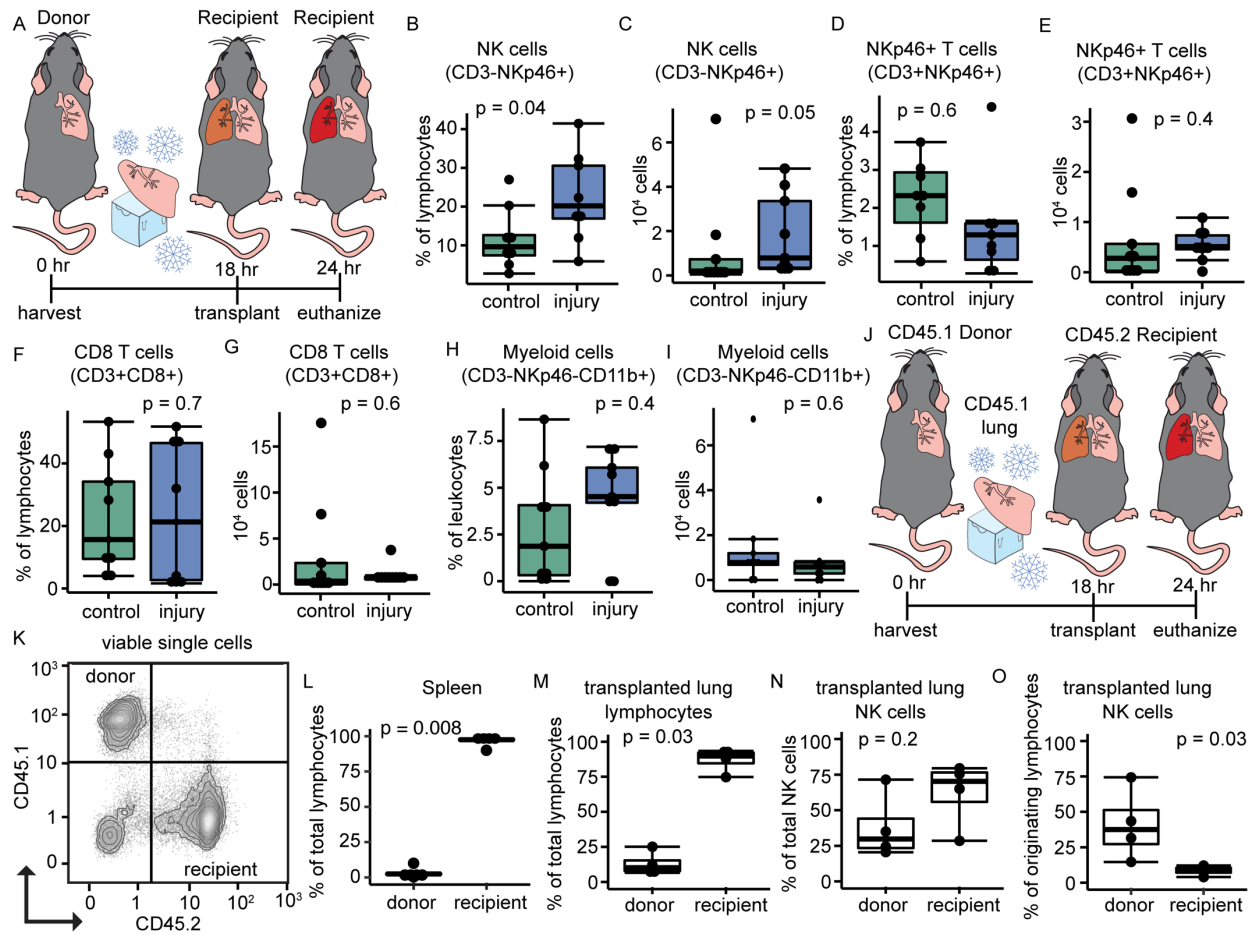 A
Donor
Recipient
Recipient
0 hr
18 hr
24 hr
harvest
transplant
euthanize
B
NK cells
(CD3-NKp46+)
p = 0.04
% of lymphocytes
40
30
20
10
control
injury
C
NK cells
(CD3-NKp46+)
p = 0.05
10⁴ cells
6
4
2
0
control
injury
D
NKp46+ T cells
(CD3+NKp46+)
p = 0.6
% of lymphocytes
4
3
2
1
control
injury
E
NKp46+ T cells
(CD3+NKp46+)
p = 0.4
10⁴ cells
3
2
1
0
control
injury
F
CD8 T cells
(CD3+CD8+)
p = 0.7
% of lymphocytes
40
20
0
control
injury
G
CD8 T cells
(CD3+CD8+)
p = 0.6
10⁴ cells
15
10
5
0
control
injury
H
Myeloid cells
(CD3-NKp46-CD11b+)
p = 0.4
% of leukocytes
7.5
5
2.5
0
control
injury
I
Myeloid cells
(CD3-NKp46-CD11b+)
p = 0.6
10⁴ cells
6
4
2
0
control
injury
J
CD45.1 Donor
CD45.2 Recipient
CD45.1
lung
0 hr
18 hr
24 hr
harvest
transplant
euthanize
K
viable single cells
donor
recipient
CD45.1
10³
10²
10
1
0
0
1
10
10²
10³
CD45.2
L
Spleen
p = 0.008
% of total lymphocytes
100
75
50
25
0
donor
recipient
M
transplanted lung
lymphocytes
p = 0.03
% of total lymphocytes
100
75
50
25
0
donor
recipient
N
transplanted lung
NK cells
p = 0.2
% of total NK cells
100
75
50
25
0
donor
recipient
O
transplanted lung
NK cells
p = 0.03
% of originating lymphocytes
100
75
50
25
0
donor
recipient